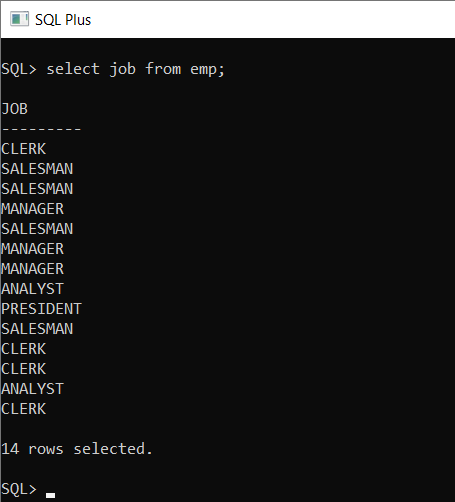 SQL Plus
SQL> select job from emp;
JOB
---------
CLERK
SALESMAN
SALESMAN
MANAGER
SALESMAN
MANAGER
MANAGER
ANALYST
PRESIDENT
SALESMAN
CLERK
CLERK
ANALYST
CLERK
14 rows selected.
SQL>